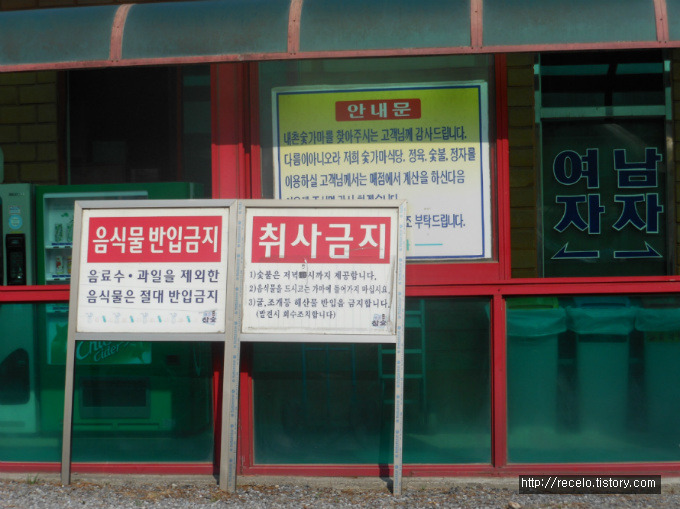 안내문
내촌숯가마를 찾아주시는 고객님께 감사드립니다.
다름이아니오라 저희 숯가마식당, 정육, 숯불, 정자를
이용하실 고객님께서는 매점에서 계산을 하신다음
부탁드립니다.
여자
남자
음식물 반입금지
음료수·과일을 제외한
음식물은 절대 반입금지
취사금지
1)숯불은 저녁 시까지 제공합니다.
2)음식물을 드시고는 가마에 들어가지 마십시요.
3)굴,조개등 해산물 반입을 금지합니다.
(발견시 회수조치합니다)
http://recelo.tistory.com